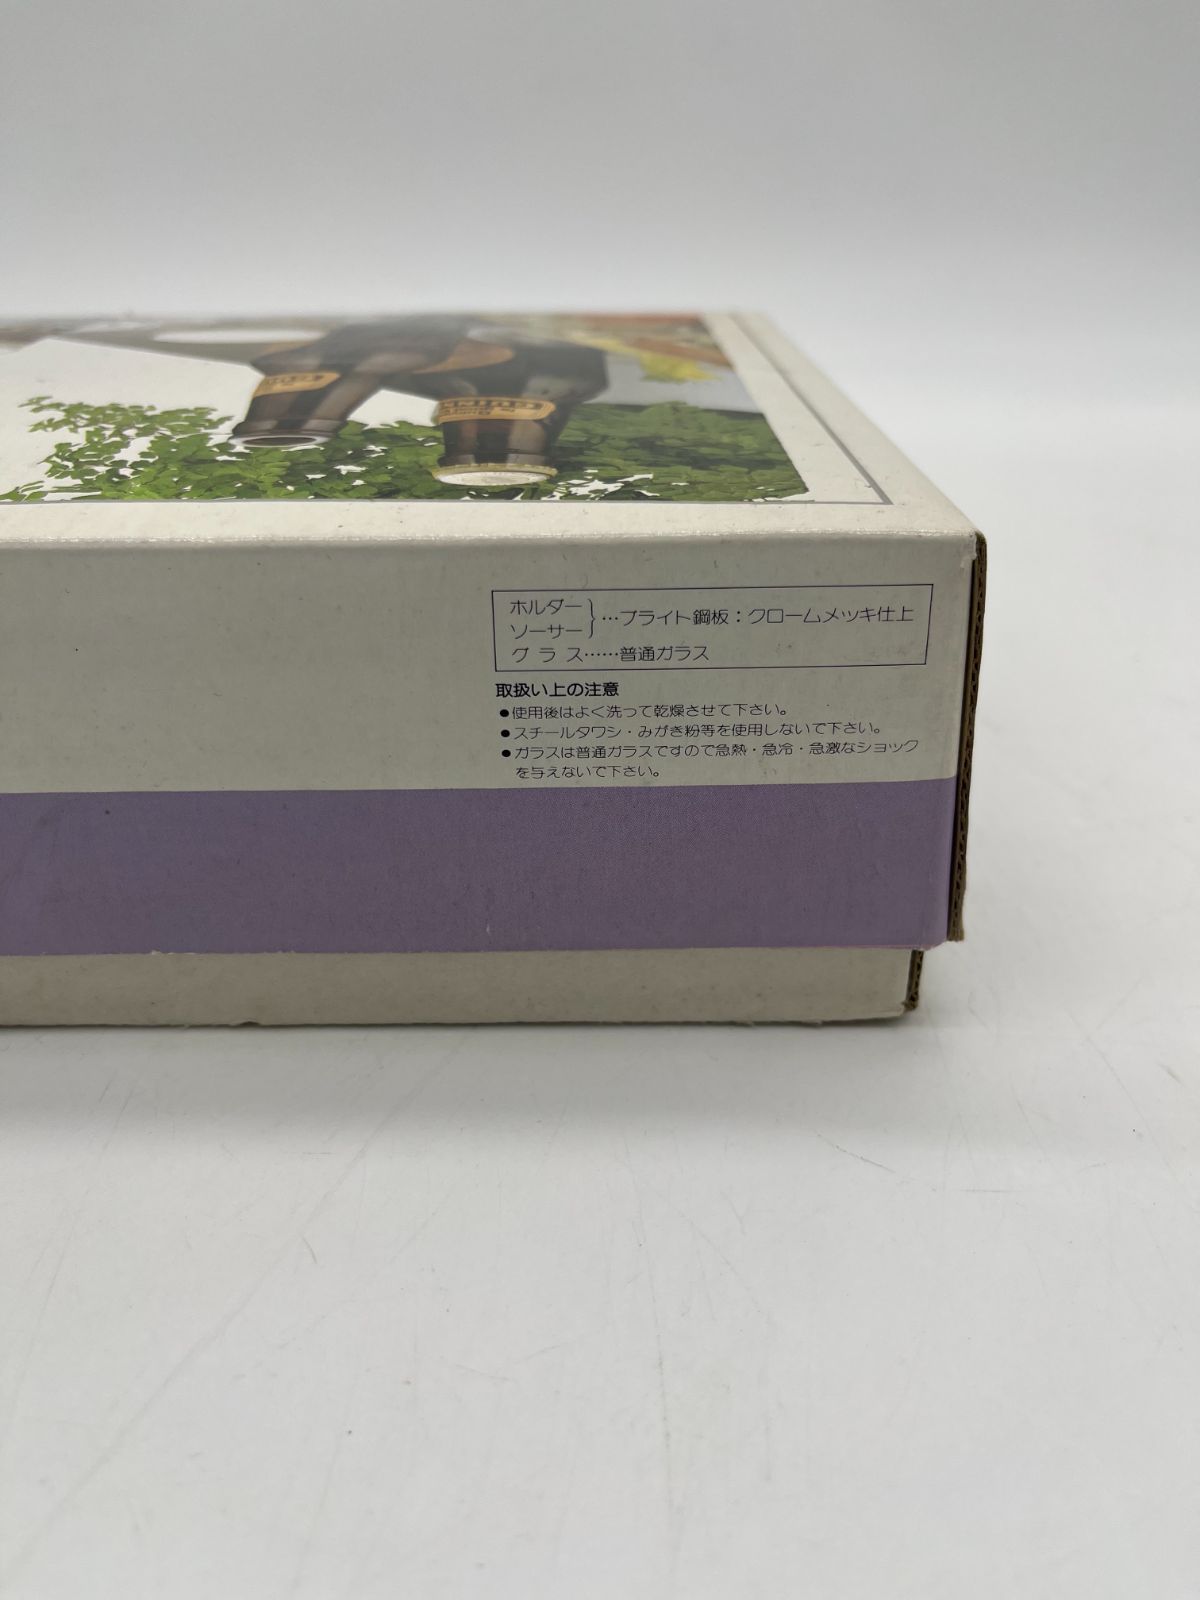 ホルダー
ソーサー }…ブライト鋼板：クロームメッキ仕上
グラス……普通ガラス
取扱い上の注意
●使用後はよく洗って乾燥させて下さい。
●スチールタワシ・みがき粉等を使用しないで下さい。
●ガラスは普通ガラスですので急熱・急冷・急激なショック
を与えないで下さい。